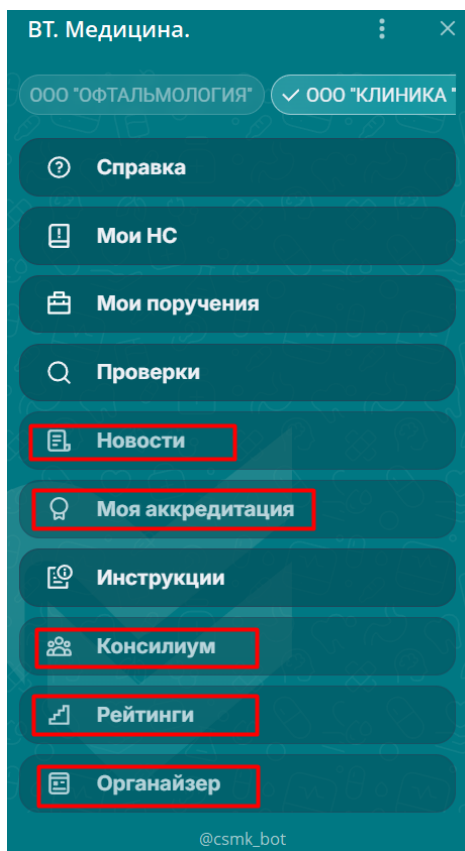 ВТ. Медицина.
ООО "ОФТАЛЬМОЛОГИЯ" ООО "КЛИНИКА "
Справка
Мои НС
Мои поручения
Проверки
Новости
Моя аккредитация
Инструкции
Консилиум
Рейтинги
Органайзер
@csmk_bot